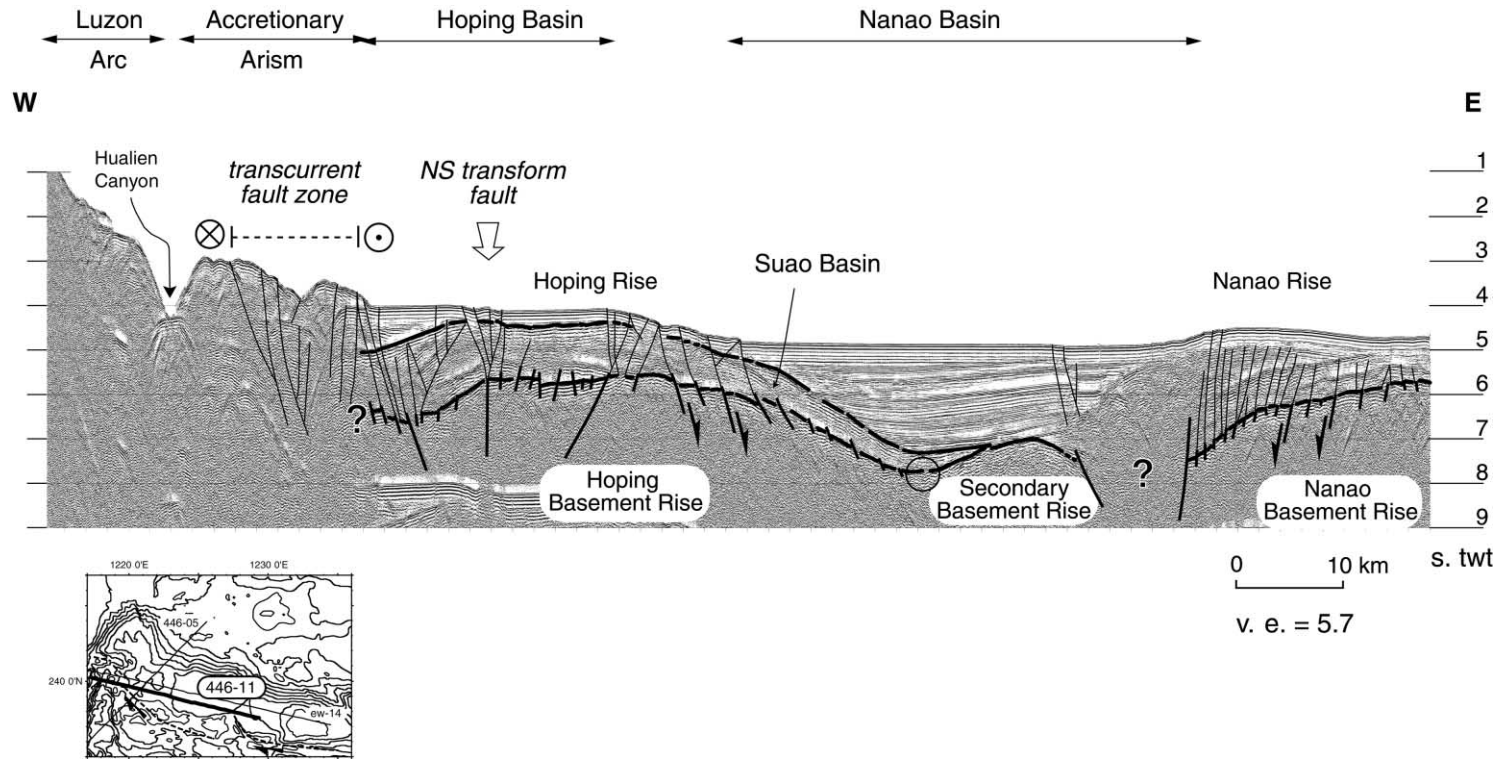 Luzon
Arc
Accretionary
Arism
Hoping Basin
Nanao Basin
W
E
Hualien
Canyon
transcurrent
fault zone
NS transform
fault
Hoping Rise
Suao Basin
Nanao Rise
1
2
3
4
5
6
7
8
9
?
?
Hoping
Basement Rise
Secondary
Basement Rise
Nanao
Basement Rise
s. twt
0 10 km
v. e. = 5.7
1220 0'E 1230 0'E
446-05
240 0'N
446-11
ew-14